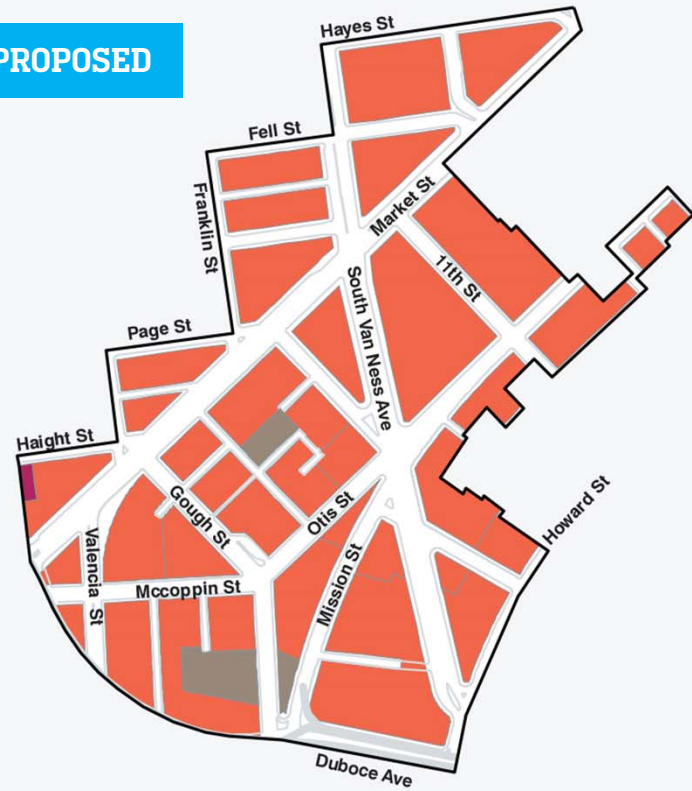 PROPOSED
Hayes St
Fell St
Franklin St
Market St
11th St
South Van Ness Ave
Page St
Haight St
Gough St
Otis St
Howard St
Valencia St
Mccoppin St
Mission St
Duboce Ave